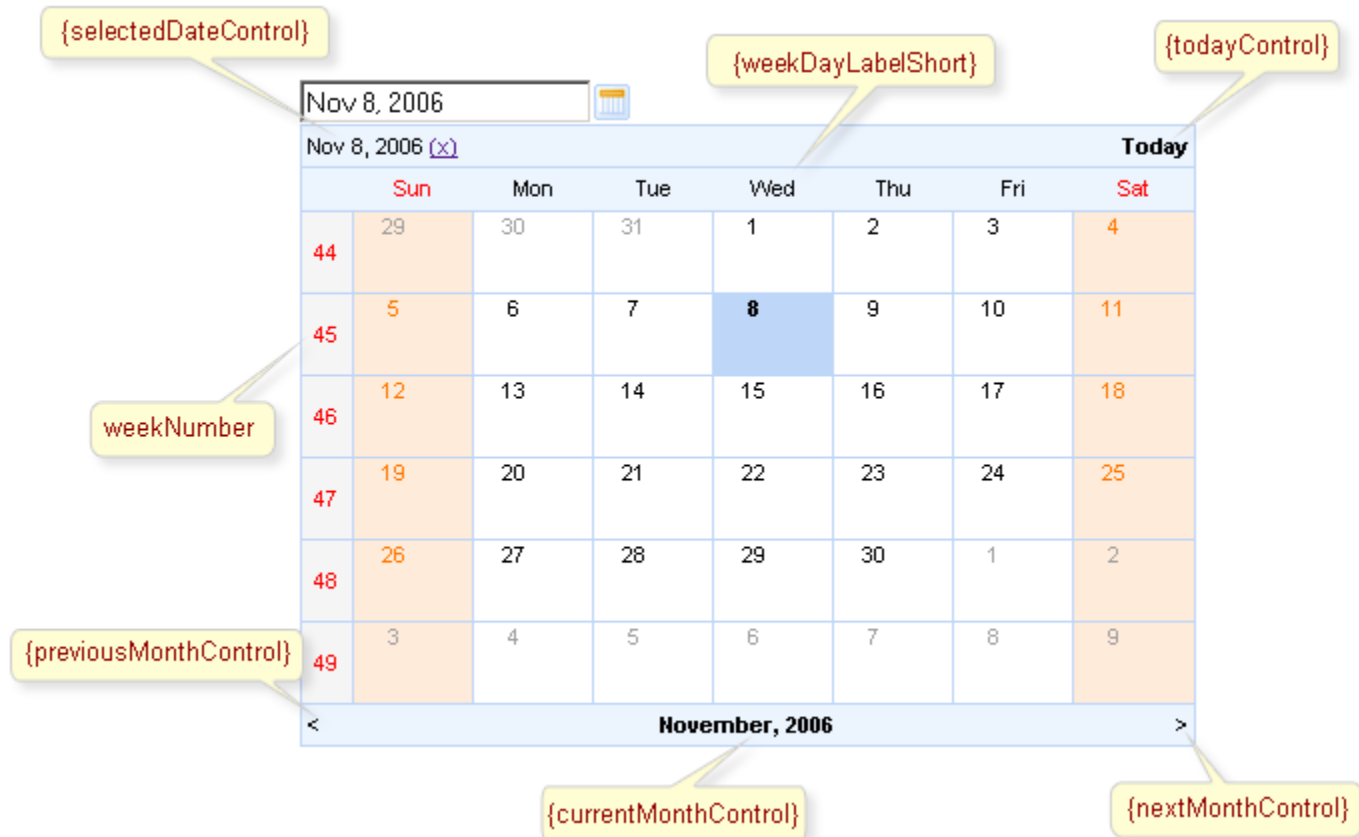 {selectedDateControl}
{weekDayLabelShort}
{todayControl}
Nov 8, 2006
Nov 8, 2006 (x) Today
Sun Mon Tue Wed Thu Fri Sat
44 29 30 31 1 2 3 4
45 5 6 7 8 9 10 11
weekNumber
46 12 13 14 15 16 17 18
47 19 20 21 22 23 24 25
48 26 27 28 29 30 1 2
{previousMonthControl}
49 3 4 5 6 7 8 9
< November, 2006 >
{currentMonthControl}
{nextMonthControl}